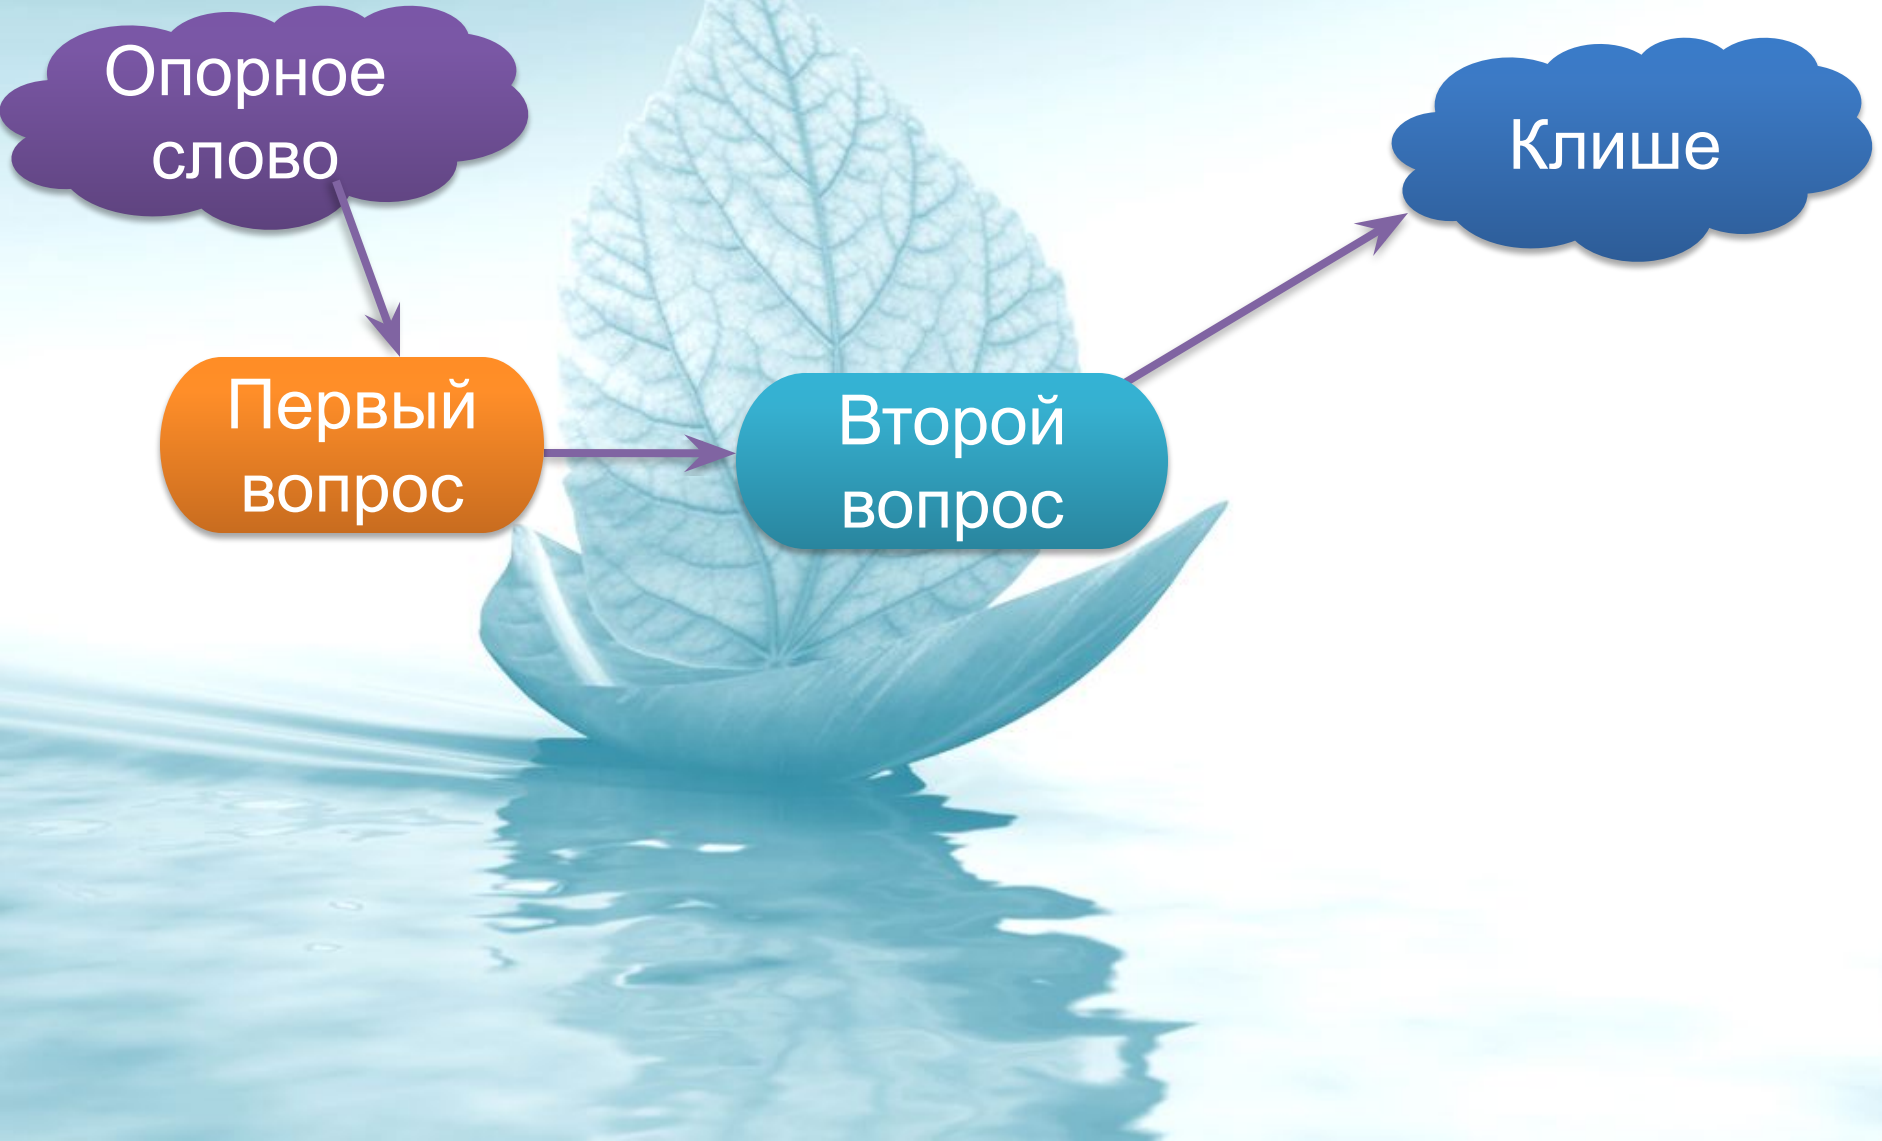 Опорное
слово
Клише
Первый
вопрос
Второй
вопрос